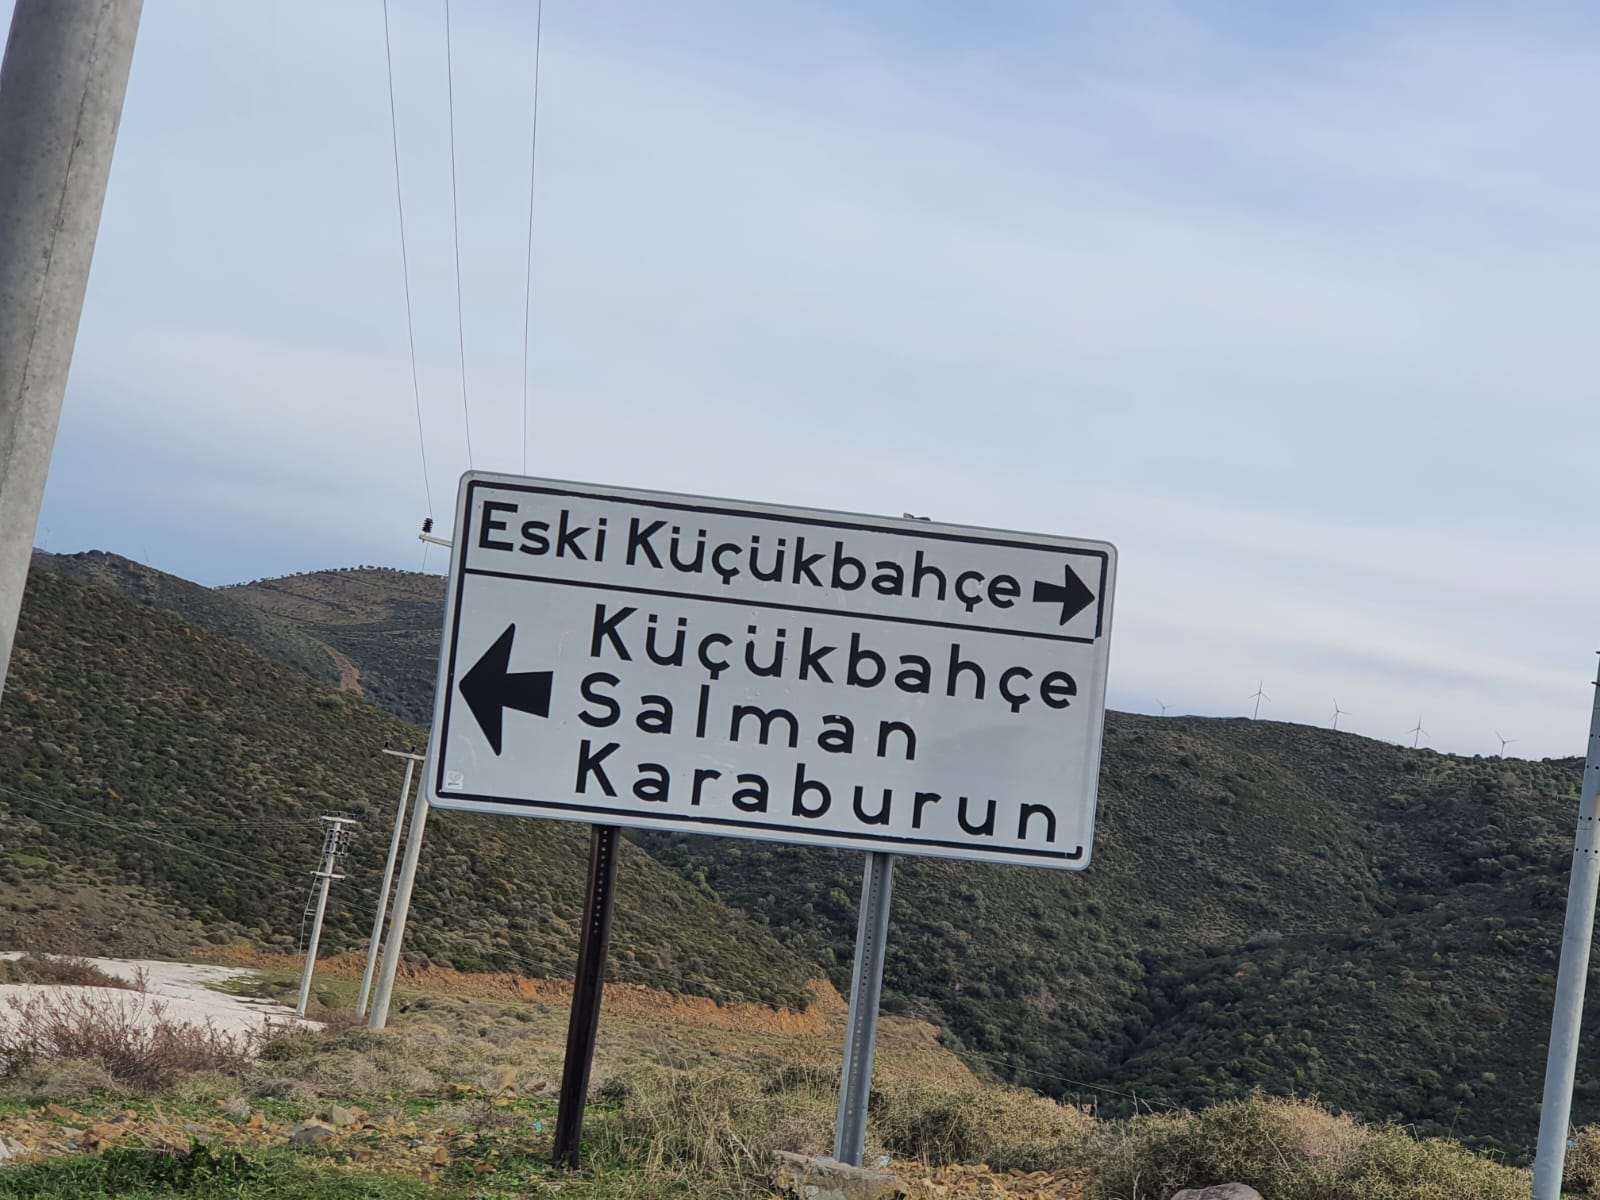 Eski Küçükbahçe
Küçükbahçe
Salman
Karaburun